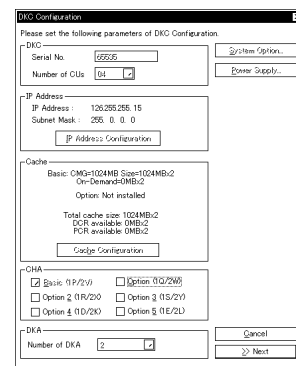 DKC Configuration
Please set the following parameters of DKC Configuration.
DKC
Serial No. 65535
Number of CUs 04
System Option...
Power Supply...
IP Address
IP Address : 126.255.255. 15
Subnet Mask : 255. 0. 0. 0
IP Address Configuration
Cache
Basic: CMG=1024MB Size=1024MBx2
On-Demand=0MBx2
Option: Not installed
Total cache size: 1024MBx2
DCR available: 0MBx2
PCR available: 0MBx2
Cache Configuration
CHA
Basic (1P/2V) Option (1Q/2W)
Option 2 (1R/2X) Option 3 (1S/2Y)
Option 4 (1D/2K) Option 5 (1E/2L)
DKA
Number of DKA 2
Cancel
>> Next